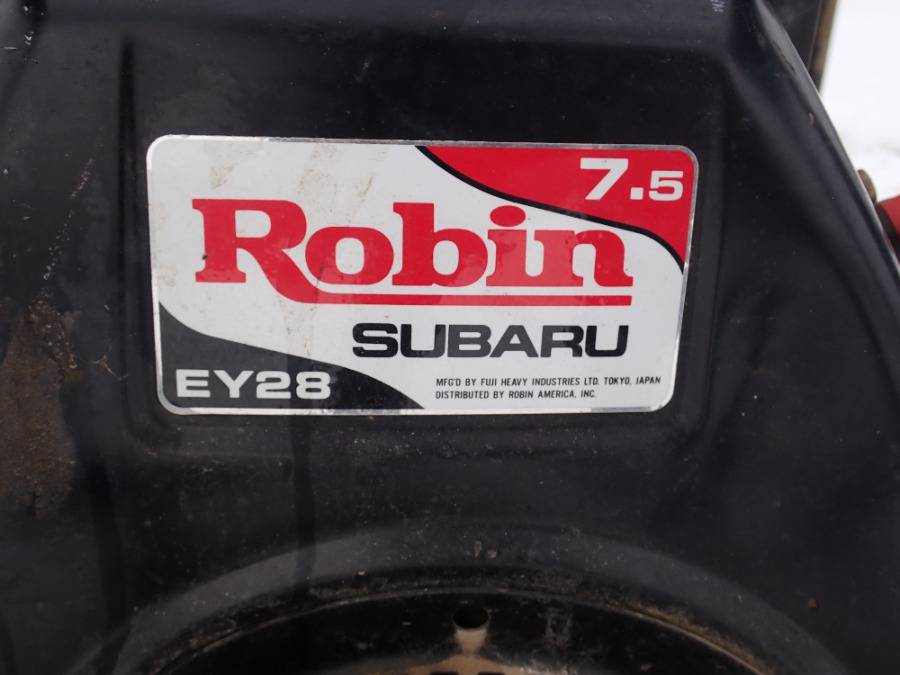 7.5
Robin
SUBARU
EY28
MFG'D BY FUJI HEAVY INDUSTRIES LTD. TOKYO, JAPAN
DISTRIBUTED BY ROBIN AMERICA, INC.